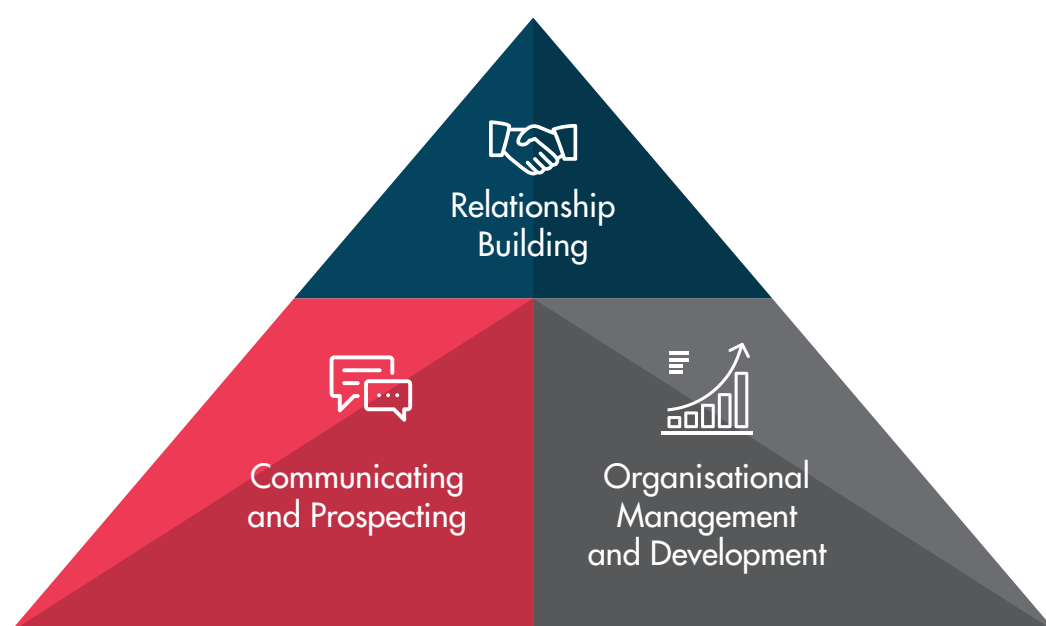 Relationship
Building
Communicating
and Prospecting
Organisational
Management
and Development